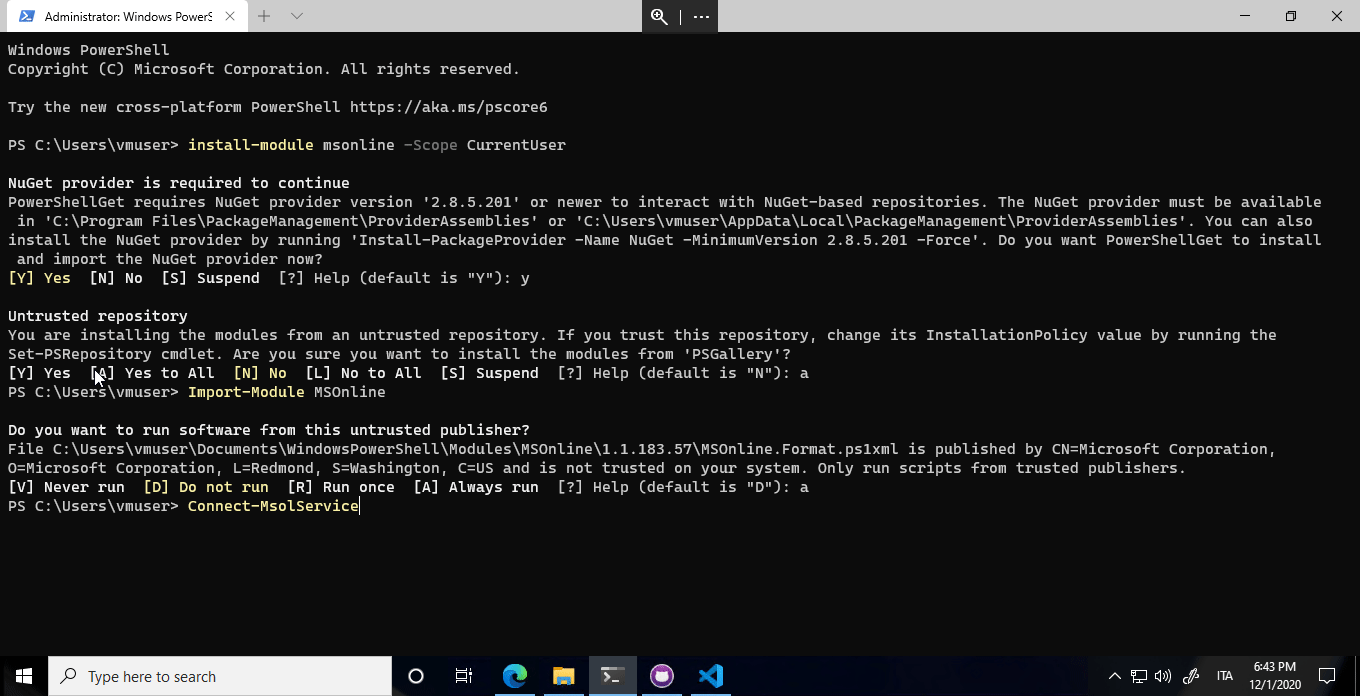 Administrator: Windows PowerS
Windows PowerShell
Copyright (C) Microsoft Corporation. All rights reserved.
Try the new cross-platform PowerShell https://aka.ms/pscore6
PS C:\Users\vmuser> install-module msonline -Scope CurrentUser
NuGet provider is required to continue
PowerShellGet requires NuGet provider version '2.8.5.201' or newer to interact with NuGet-based repositories. The NuGet provider must be available
in 'C:\Program Files\PackageManagement\ProviderAssemblies' or 'C:\Users\vmuser\AppData\Local\PackageManagement\ProviderAssemblies'. You can also
install the NuGet provider by running 'Install-PackageProvider -Name NuGet -MinimumVersion 2.8.5.201 -Force'. Do you want PowerShellGet to install
and import the NuGet provider now?
[Y] Yes  [N] No  [S] Suspend  [?] Help (default is "Y"): y
Untrusted repository
You are installing the modules from an untrusted repository. If you trust this repository, change its InstallationPolicy value by running the
Set-PSRepository cmdlet. Are you sure you want to install the modules from 'PSGallery'?
[Y] Yes  [A] Yes to All  [N] No  [L] No to All  [S] Suspend  [?] Help (default is "N"): a
PS C:\Users\vmuser> Import-Module MSOnline
Do you want to run software from this untrusted publisher?
File C:\Users\vmuser\Documents\WindowsPowerShell\Modules\MSOnline\1.1.183.57\MSOnline.Format.ps1xml is published by CN=Microsoft Corporation,
O=Microsoft Corporation, L=Redmond, S=Washington, C=US and is not trusted on your system. Only run scripts from trusted publishers.
[V] Never run  [D] Do not run  [R] Run once  [A] Always run  [?] Help (default is "D"): a
PS C:\Users\vmuser> Connect-MsolService
Type here to search
ITA
6:43 PM
12/1/2020